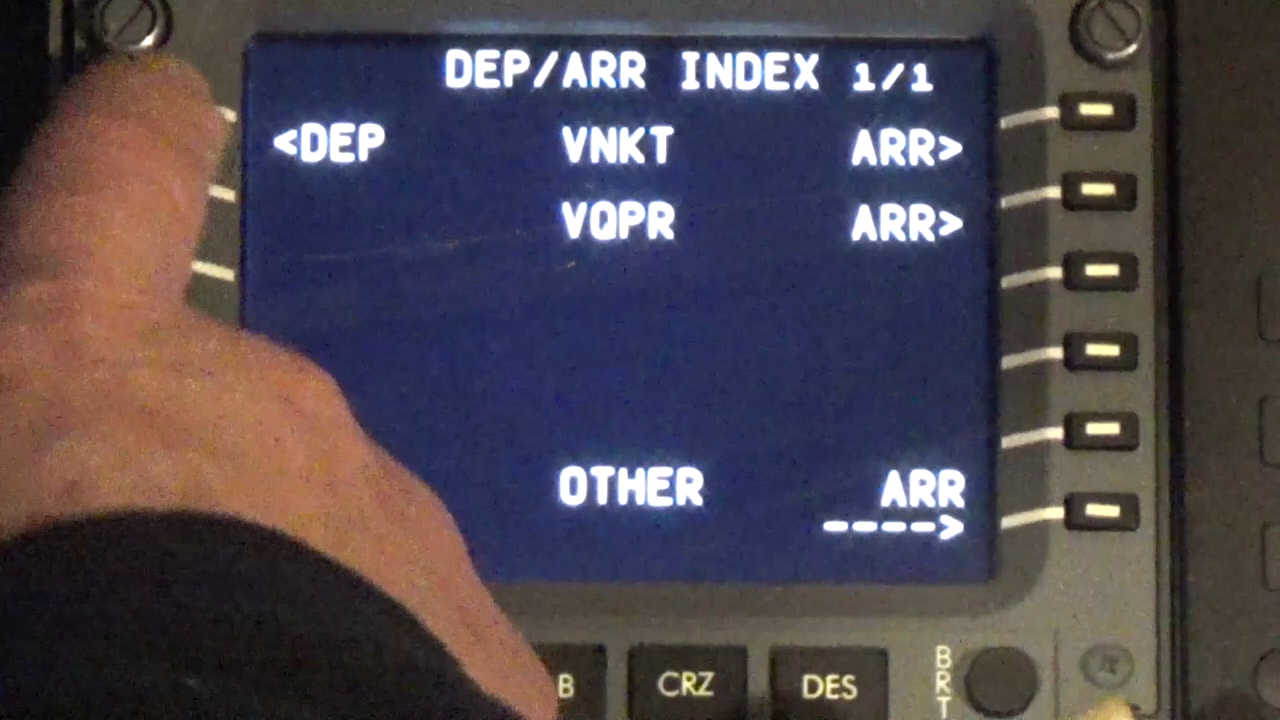 DEP/ARR INDEX 1/1
<DEP VNKT ARR>
VQPR ARR>
OTHER ARR
---->
B CRZ DES BRT